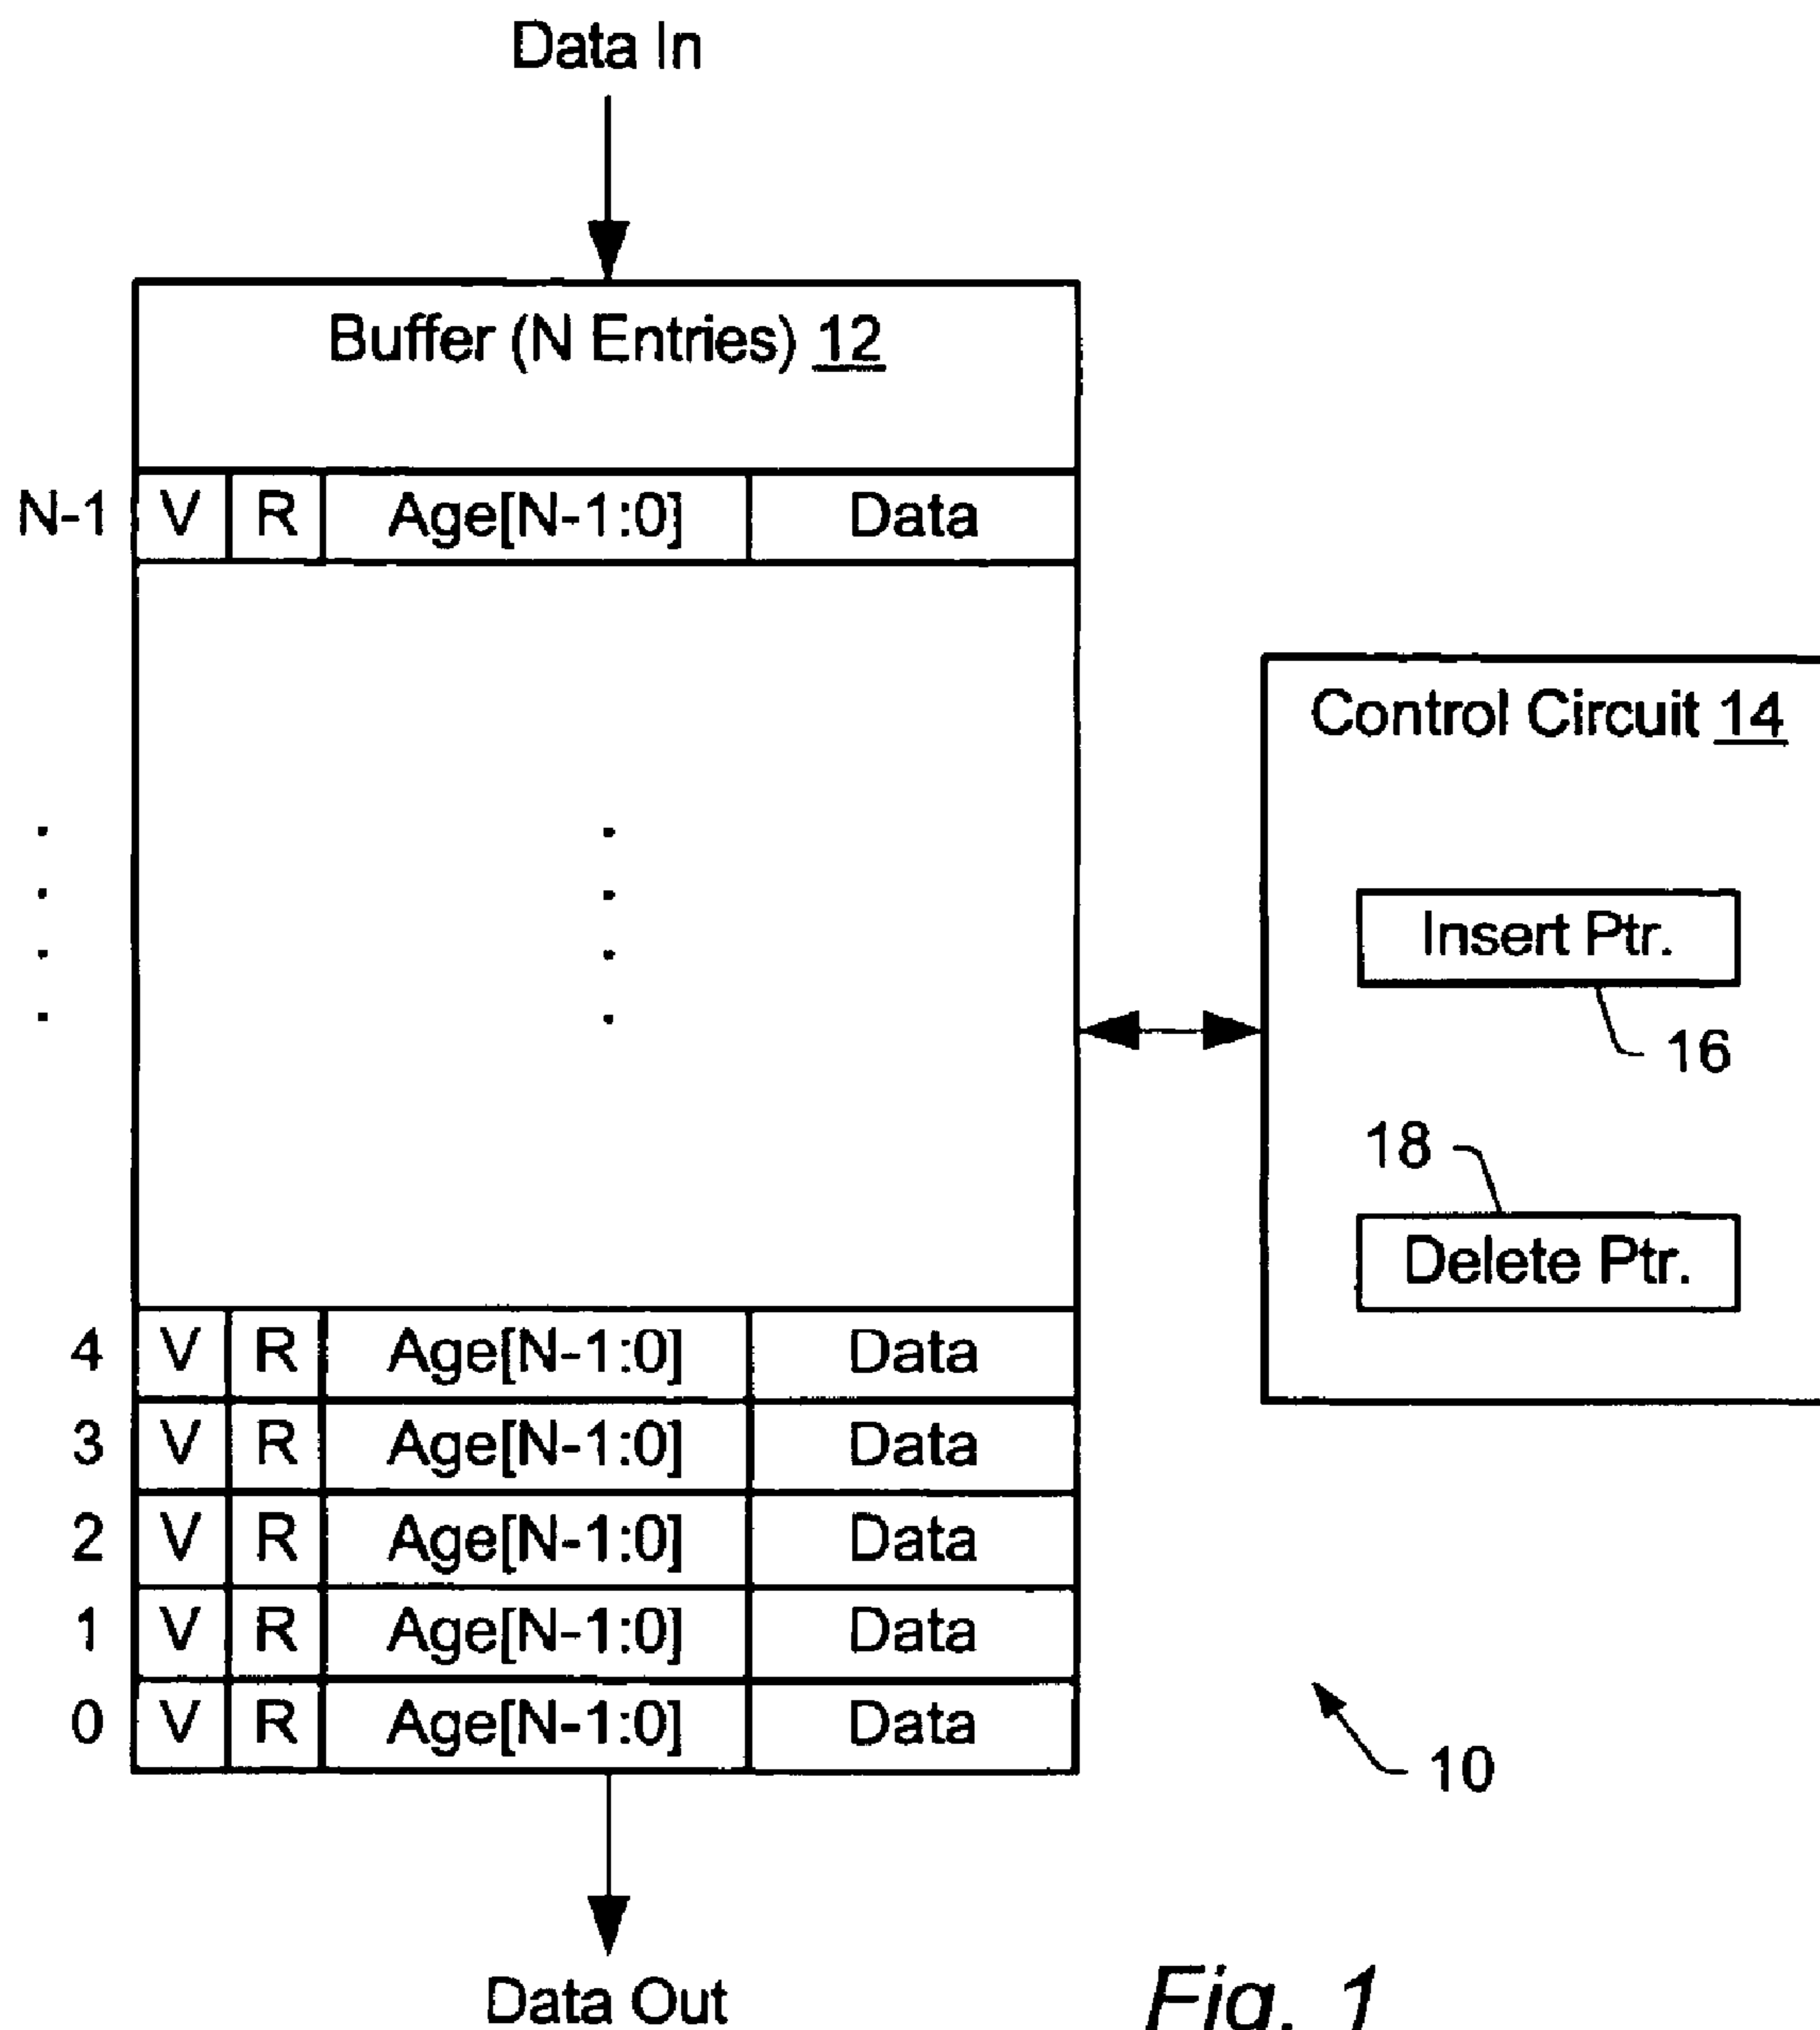 Data In
Buffer (N Entries) 12
N-1 V R Age[N-1:0] Data
Control Circuit 14
Insert Ptr.
16
18
Delete Ptr.
4 V R Age[N-1:0] Data
3 V R Age[N-1:0] Data
2 V R Age[N-1:0] Data
1 V R Age[N-1:0] Data
0 V R Age[N-1:0] Data
10
Data Out
Fig. 1